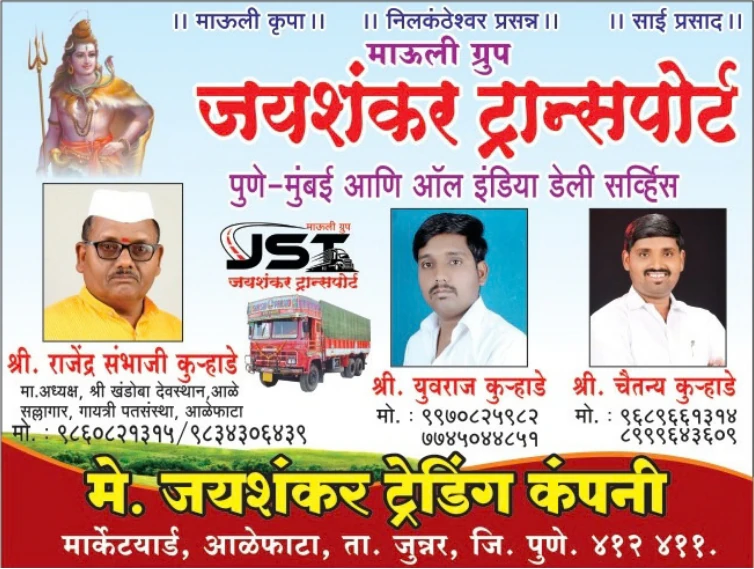 ।। माऊली कृपा।। ।। निलकंठेश्वर प्रसन्न।। ।। साई प्रसाद।।
माऊली ग्रुप
जयशंकर ट्रान्सपोर्ट
पुणे-मुंबई आणि ऑल इंडिया डेली सर्व्हिस
माऊली ग्रुप
JST
जयशंकर ट्रान्सपोर्ट
श्री. राजेंद्र संभाजी कुऱ्हाडे
मा.अध्यक्ष, श्री खंडोबा देवस्थान,आळे
सल्लागार, गायत्री पतसंस्था, आळेफाटा
मो. : ९८६०८२१३१५/९८३४३०६४३९
श्री. युवराज कुऱ्हाडे
मो. : ९९७०८२५९८२
७७४५०४४८५१
श्री. चैतन्य कुऱ्हाडे
मो. : ९६८९६६१३१४
८९९९६४३६०९
मे. जयशंकर ट्रेडिंग कंपनी
मार्केटयार्ड, आळेफाटा, ता. जुन्नर, जि. पुणे. ४१२ ४११.